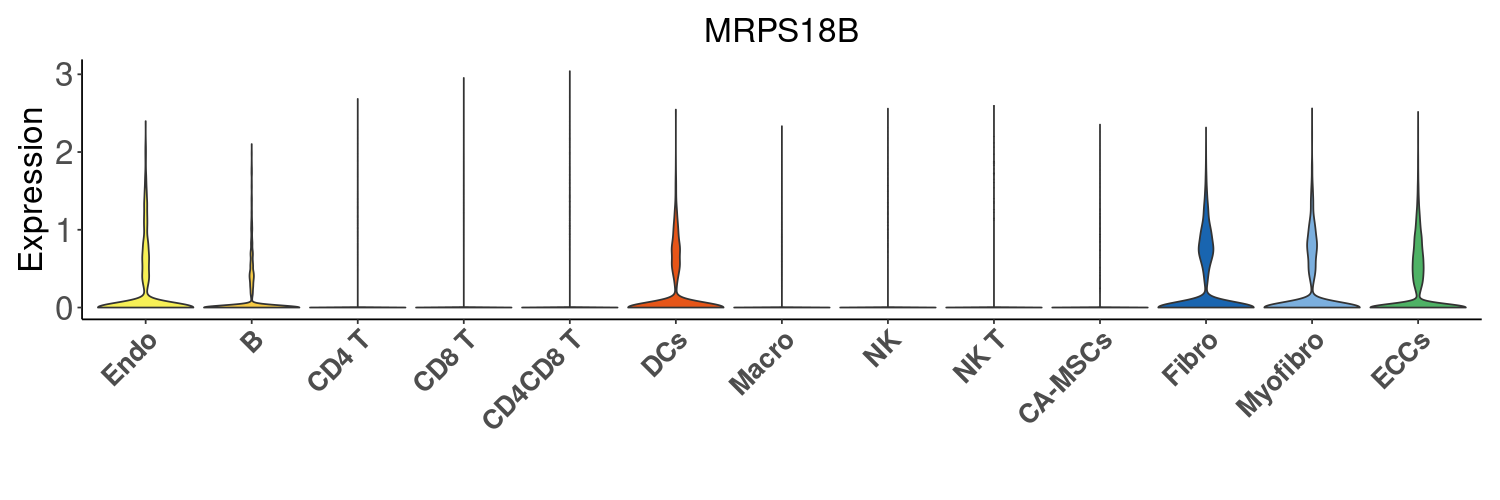 MRPS18B
Expression
3
2
1
0
Endo
B
CD4 T
CD8 T
CD4CD8 T
DCs
Macro
NK
NK T
CA-MSCs
Fibro
Myofibro
ECCs